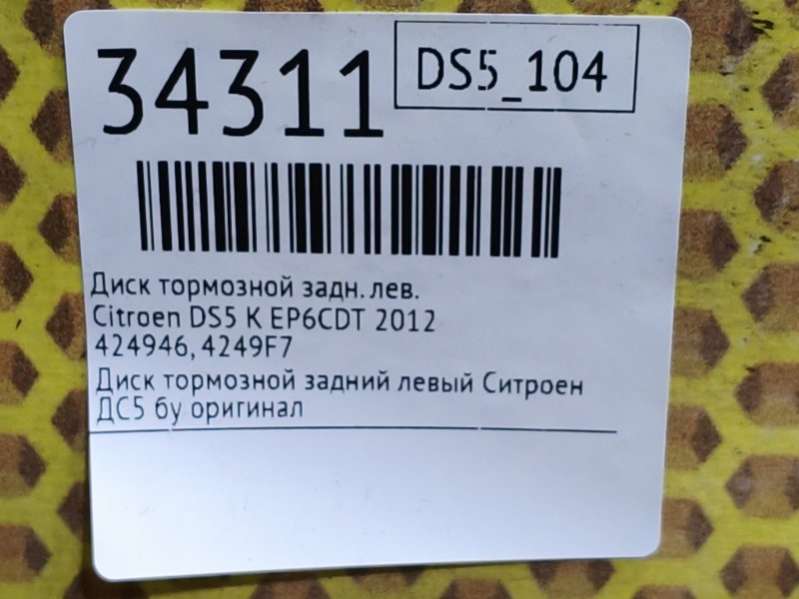 34311
DS5_104
Диск тормозной задн. лев.
Citroen DS5 K EP6CDT 2012
424946, 4249F7
Диск тормозной задний левый Ситроен
ДС5 бу оригинал